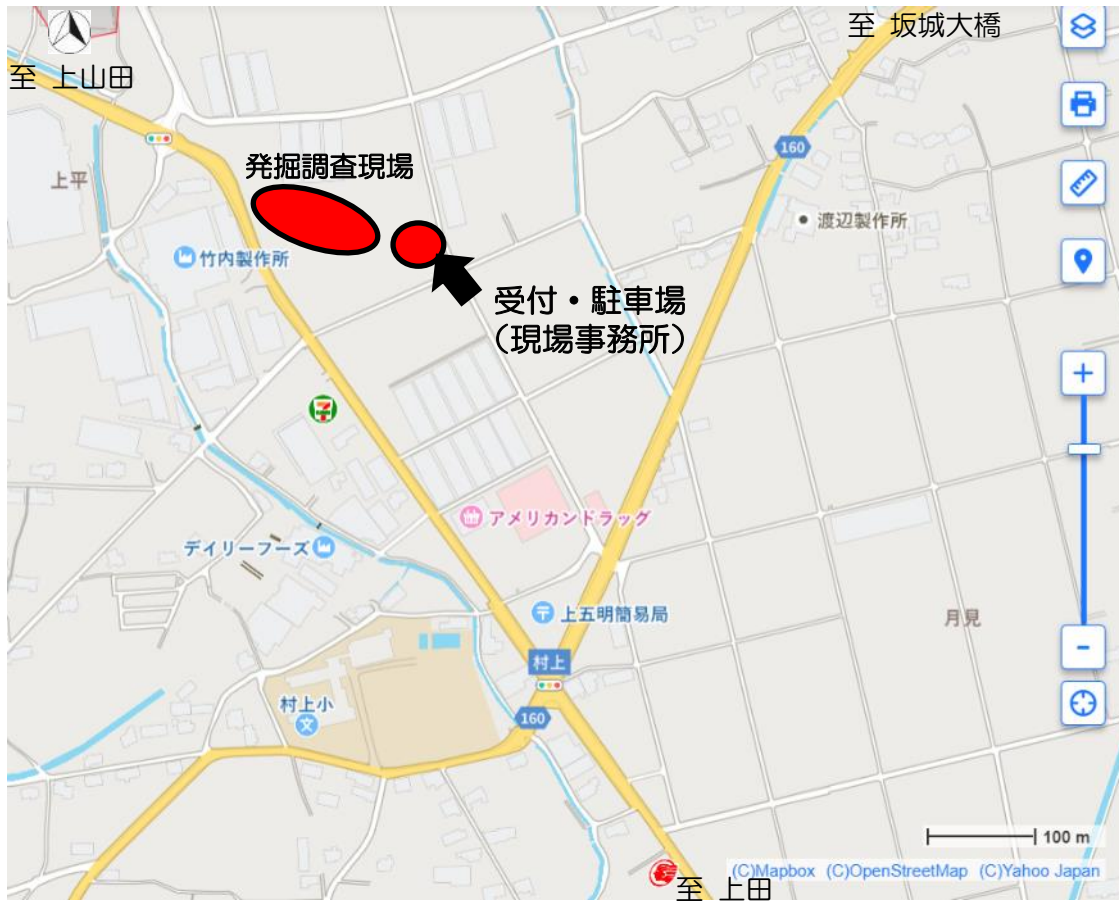 至 坂城大橋
至 上山田
160
発掘調査現場
上平
渡辺製作所
竹内製作所
受付・駐車場
(現場事務所)
+
7
アメリカンドラッグ
デイリーフーズ
上五明簡易局
月見
村上
-
村上小
文
160
100 m
(C)Mapbox (C)OpenStreetMap (C)Yahoo Japan
至 上田